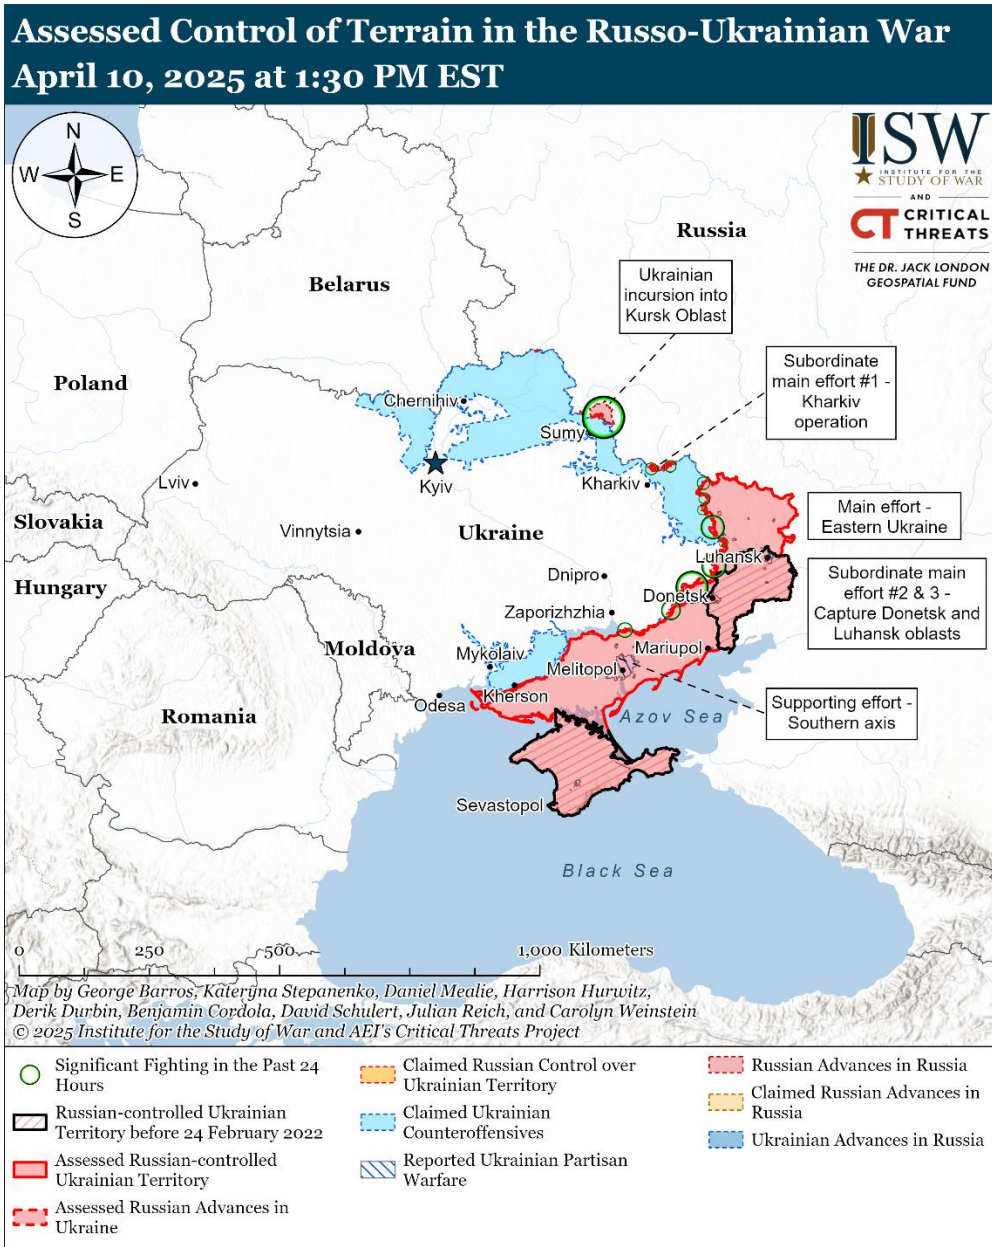 Assessed Control of Terrain in the Russo-Ukrainian War
April 10, 2025 at 1:30 PM EST
N
W
E
S
ISW
INSTITUTE FOR THE
STUDY OF WAR
AND
CT CRITICAL
THREATS
THE DR. JACK LONDON
GEOSPATIAL FUND
Russia
Belarus
Ukrainian
incursion into
Kursk Oblast
Subordinate
main effort #1 -
Kharkiv
operation
Poland
Chernihiv
Sumy
Kyiv
Lviv
Kharkiv
Slovakia
Main effort -
Eastern Ukraine
Vinnytsia
Ukraine
Luhansk
Hungary
Dnipro
Donetsk
Subordinate main
effort #2 & 3 -
Capture Donetsk and
Luhansk oblasts
Zaporizhzhia
Moldova
Mykolaiv
Mariupol
Melitopol
Kherson
Odesa
Romania
Azov Sea
Supporting effort -
Southern axis
Sevastopol
Black Sea
0
250
500
1,000 Kilometers
Map by George Barros, Kateryna Stepanenko, Daniel Mealie, Harrison Hurwitz,
Derik Durbin, Benjamin Cordola, David Schulert, Julian Reich, and Carolyn Weinstein
© 2025 Institute for the Study of War and AEI's Critical Threats Project
Significant Fighting in the Past 24
Hours
Russian-controlled Ukrainian
Territory before 24 February 2022
Assessed Russian-controlled
Ukrainian Territory
Assessed Russian Advances in
Ukraine
Claimed Russian Control over
Ukrainian Territory
Claimed Ukrainian
Counteroffensives
Reported Ukrainian Partisan
Warfare
Russian Advances in Russia
Claimed Russian Advances in
Russia
Ukrainian Advances in Russia